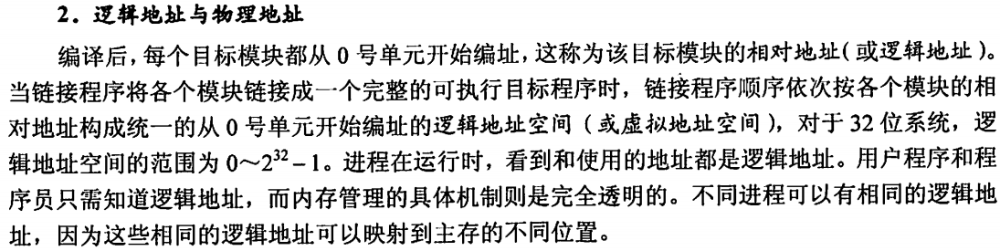 2．逻辑地址与物理地址
编译后，每个目标模块都从 0 号单元开始编址，这称为该目标模块的相对地址（或逻辑地址）。
当链接程序将各个模块链接成一个完整的可执行目标程序时，链接程序顺序依次按各个模块的相
对地址构成统一的从 0 号单元开始编址的逻辑地址空间（或虚拟地址空间），对于 32 位系统，逻
辑地址空间的范围为 0～2³²－1。进程在运行时，看到和使用的地址都是逻辑地址。用户程序和程
序员只需知道逻辑地址，而内存管理的具体机制则是完全透明的。不同进程可以有相同的逻辑地
址，因为这些相同的逻辑地址可以映射到主存的不同位置。